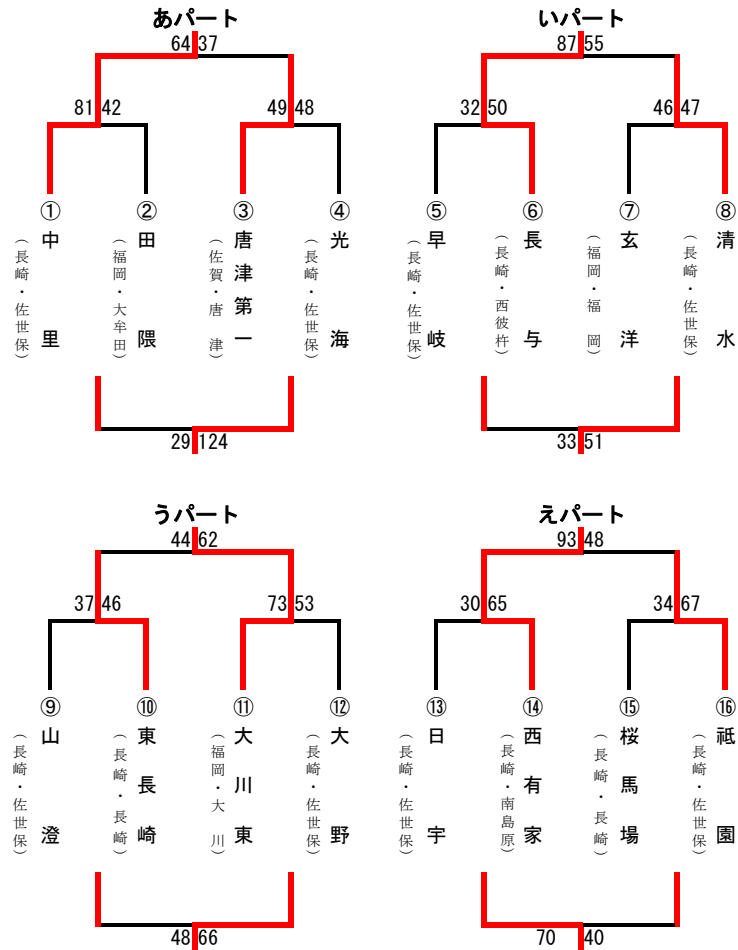 あパート
64 37
81 42
49 48
① ② ③ ④
中里
(長崎・佐世保)
田隈
(福岡・大牟田)
唐津第一
(佐賀・唐津)
光海
(長崎・佐世保)
29 124
いパート
87 55
32 50
46 47
⑤ ⑥ ⑦ ⑧
早岐
(長崎・佐世保)
長与
(長崎・西彼杵)
玄洋
(福岡・福岡)
清水
(長崎・佐世保)
33 51
うパート
44 62
37 46
73 53
⑨ ⑩ ⑪ ⑫
山澄
(長崎・佐世保)
東長崎
(長崎・長崎)
大川東
(福岡・大川)
大野
(長崎・佐世保)
48 66
えパート
93 48
30 65
34 67
⑬ ⑭ ⑮ ⑯
日宇
(長崎・佐世保)
西有家
(長崎・南島原)
桜馬場
(長崎・長崎)
祗園
(長崎・佐世保)
70 40